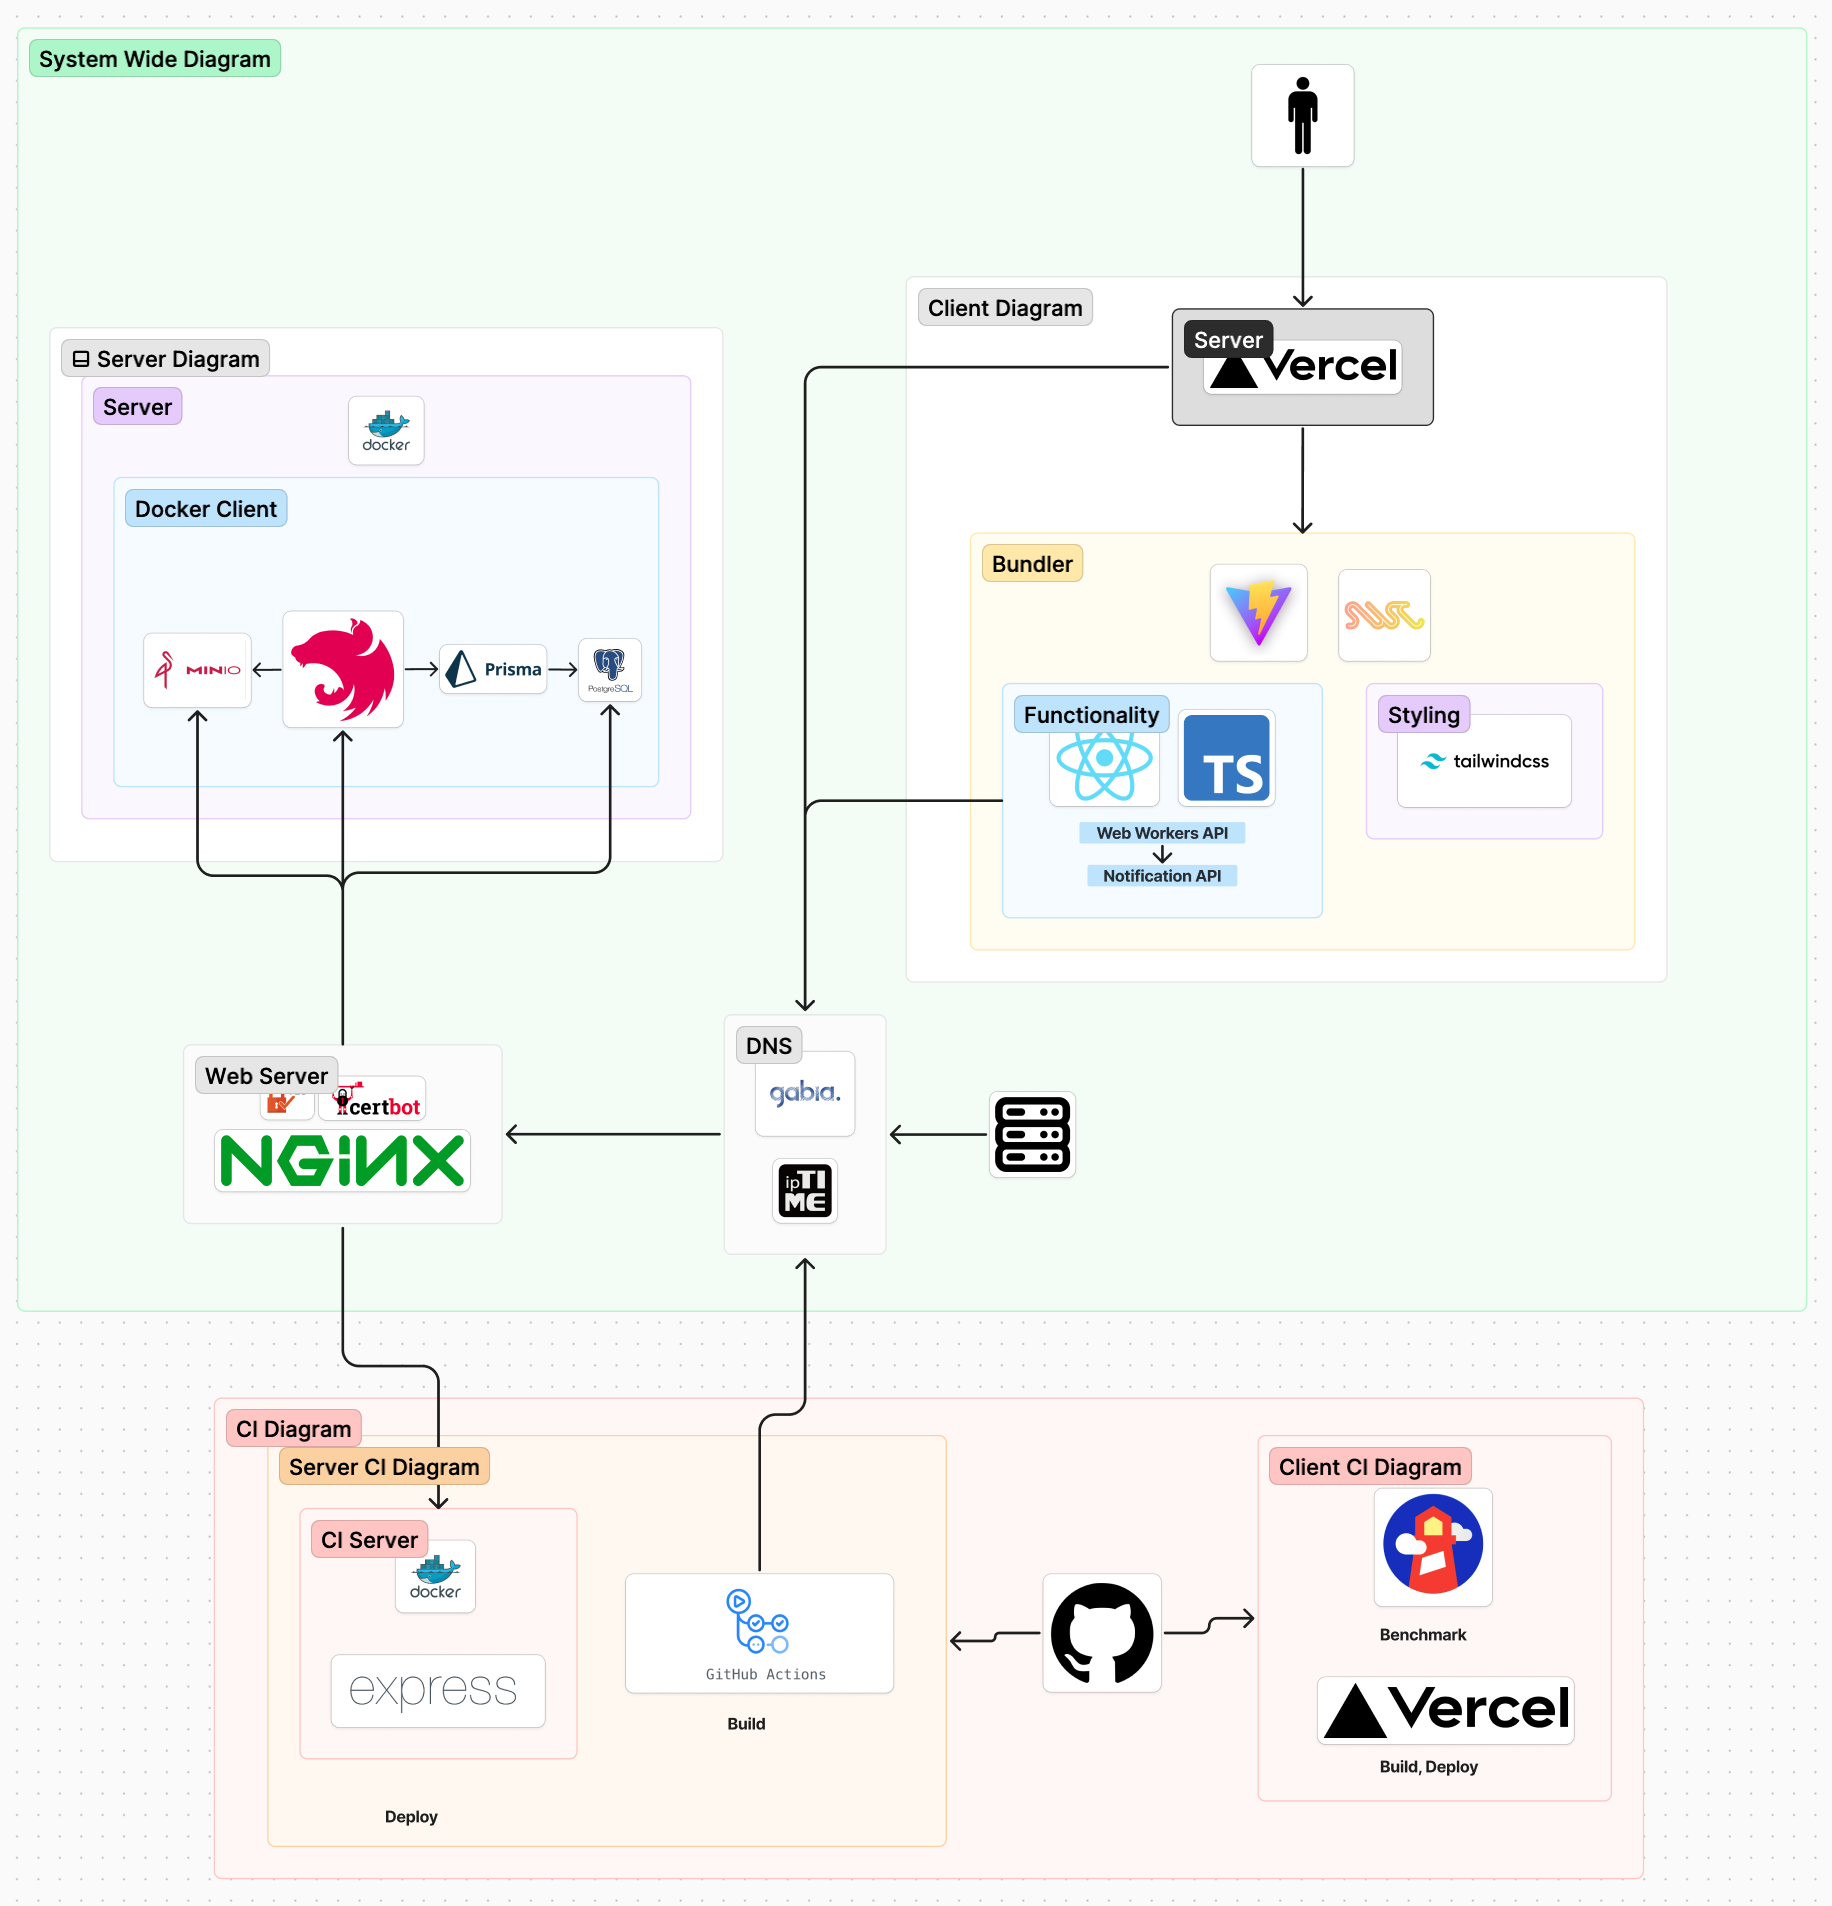 System Wide Diagram
Client Diagram
Server
Vercel
Server Diagram
Server
docker
Docker Client
MINIO
Prisma
PostgreSQL
Bundler
Functionality
TS
Web Workers API
Notification API
Styling
tailwindcss
Web Server
certbot
NGINX
DNS
gabia.
ipTIME
CI Diagram
Server CI Diagram
CI Server
docker
express
Deploy
GitHub Actions
Build
Client CI Diagram
Benchmark
Vercel
Build, Deploy